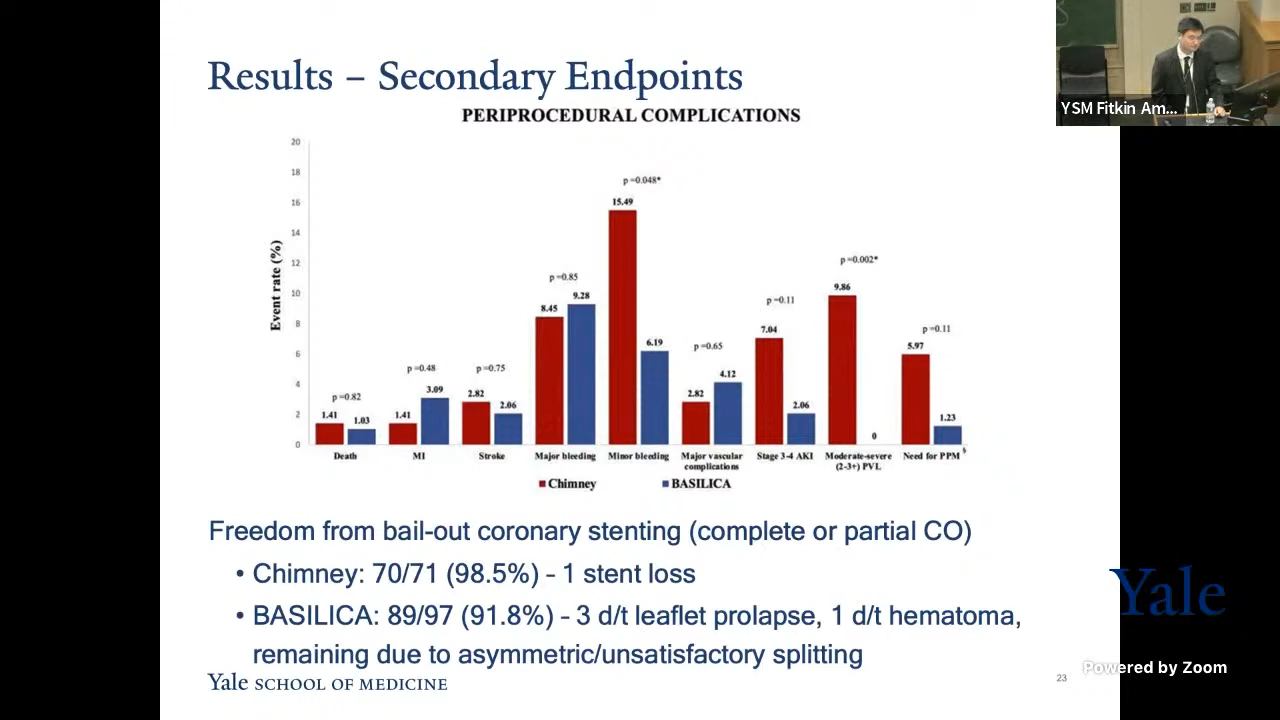 Results – Secondary Endpoints
PERIPROCEDURAL COMPLICATIONS
YSM Fitkin Am...
Event rate (%)
20
18
16
14
12
10
8
6
4
2
0
p =0.82
1.41
1.03
p =0.48
1.41
3.09
p =0.75
2.82
2.06
p =0.85
8.45
9.28
p =0.048*
15.49
6.19
p =0.65
2.82
4.12
p =0.11
7.04
2.06
p =0.002*
9.86
0
p =0.11
5.97
1.23
Death
MI
Stroke
Major bleeding
Minor bleeding
Major vascular
complications
Stage 3-4 AKI
Moderate-severe
(2-3+) PVL
Need for PPM §
Chimney
BASILICA
Freedom from bail-out coronary stenting (complete or partial CO)
• Chimney: 70/71 (98.5%) - 1 stent loss
• BASILICA: 89/97 (91.8%) - 3 d/t leaflet prolapse, 1 d/t hematoma,
remaining due to asymmetric/unsatisfactory splitting
Yale SCHOOL OF MEDICINE
23
Yale
Powered by Zoom